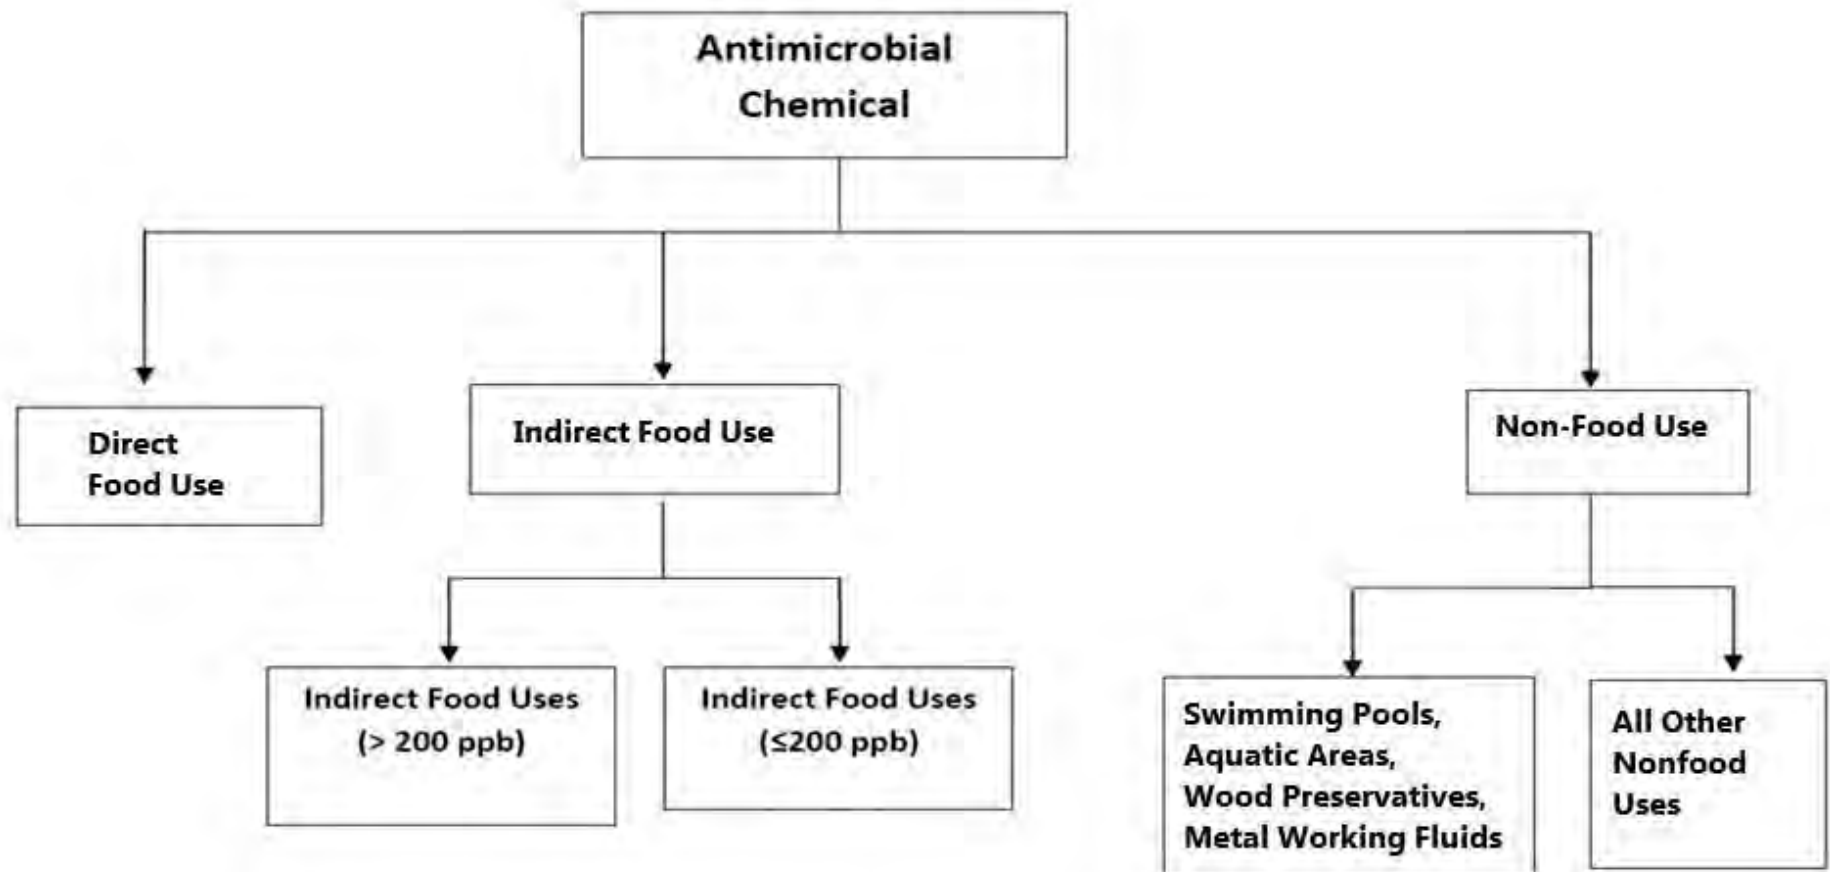 Antimicrobial
Chemical
Direct
Food Use
Indirect Food Use
Non-Food Use
Indirect Food Uses
(> 200 ppb)
Indirect Food Uses
(≤200 ppb)
Swimming Pools,
Aquatic Areas,
Wood Preservatives,
Metal Working Fluids
All Other
Nonfood
Uses